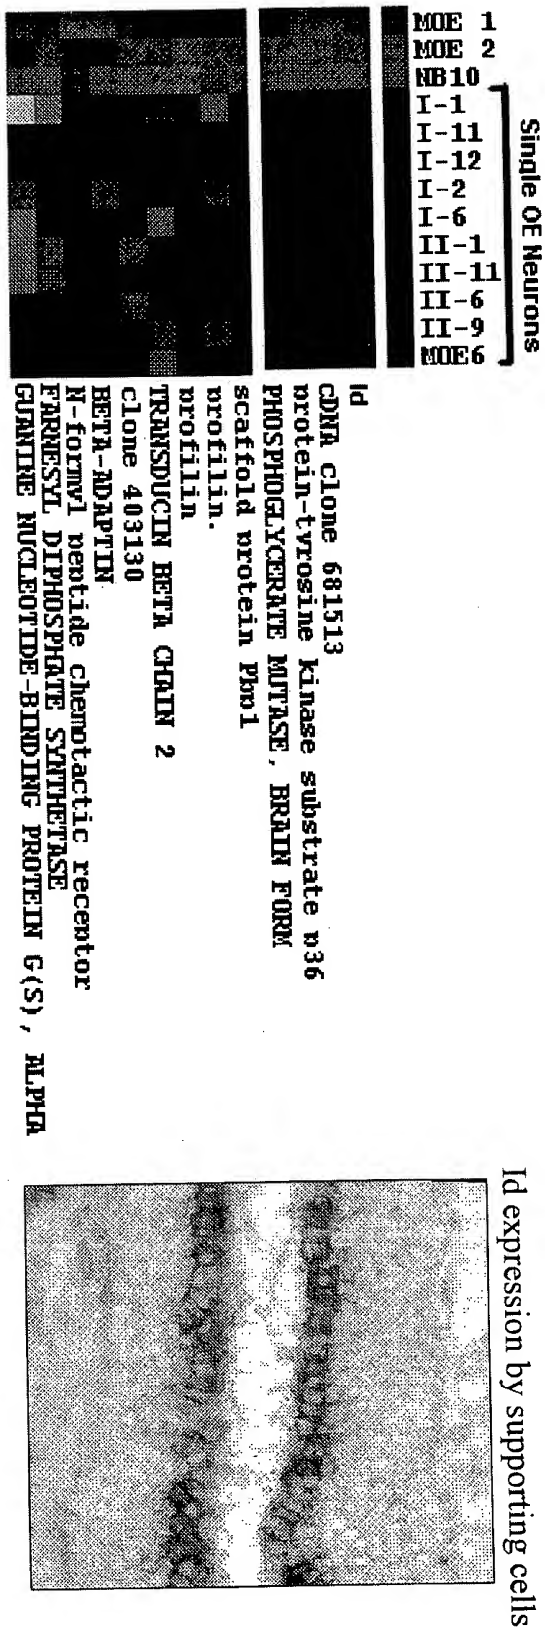 MOE 1
MOE 2
NB10
I-1
I-11
I-12
I-2
I-6
II-1
II-11
II-6
II-9
MOE6
Single OE Neurons
Id
CDNA clone 681513
protein-tyrosine kinase substrate p36
PHOSPHOGLYCERATE MUTASE, BRAIN FORM
scaffold protein Pbp1
profilin.
profilin
TRANSDUCIN BETA CHAIN 2
clone 403130
BETA-ADAPTIN
N-formyl peptide chemotactic receptor
FARNESYL DIPHOSPHATE SYNTHETASE
GUANINE NUCLEOTIDE-BINDING PROTEIN G(S), ALPHA
Id expression by supporting cells